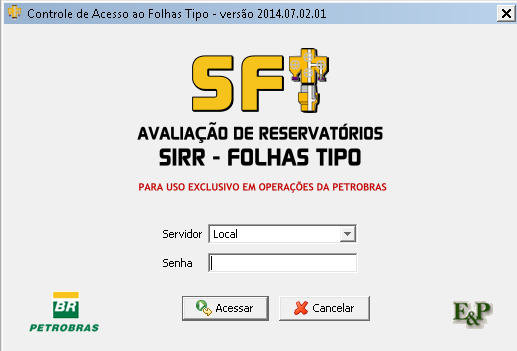 Controle de Acesso ao Folhas Tipo - versão 2014.07.02.01
SFT
AVALIAÇÃO DE RESERVATÓRIOS
SIRR - FOLHAS TIPO
PARA USO EXCLUSIVO EM OPERAÇÕES DA PETROBRAS
Servidor Local
Senha
Acessar Cancelar
BR
PETROBRAS
E&P